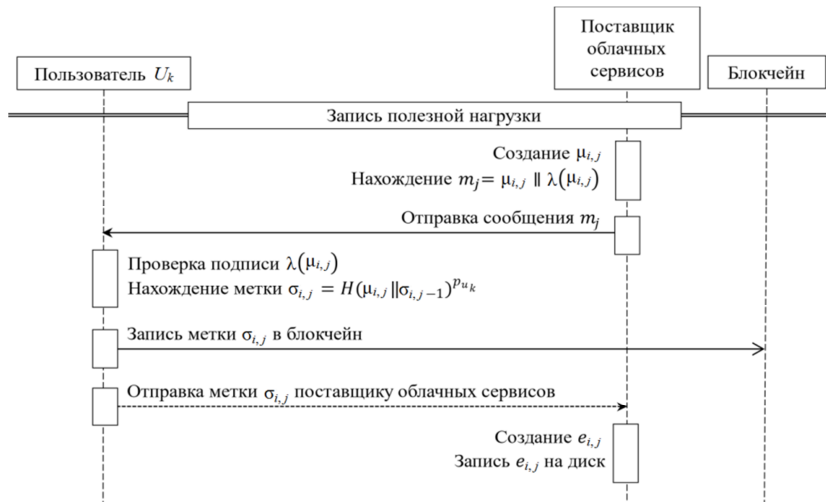 Поставщик
облачных
сервисов
Пользователь U_k
Блокчейн
Запись полезной нагрузки
Создание μ_{i,j}
Нахождение m_j= μ_{i,j} ∥ λ(μ_{i,j})
Отправка сообщения m_j
Проверка подписи λ(μ_{i,j})
Нахождение метки σ_{i,j} = H(μ_{i,j}∥σ_{i,j−1})^{p_{u_k}}
Запись метки σ_{i,j} в блокчейн
Отправка метки σ_{i,j} поставщику облачных сервисов
Создание e_{i,j}
Запись e_{i,j} на диск